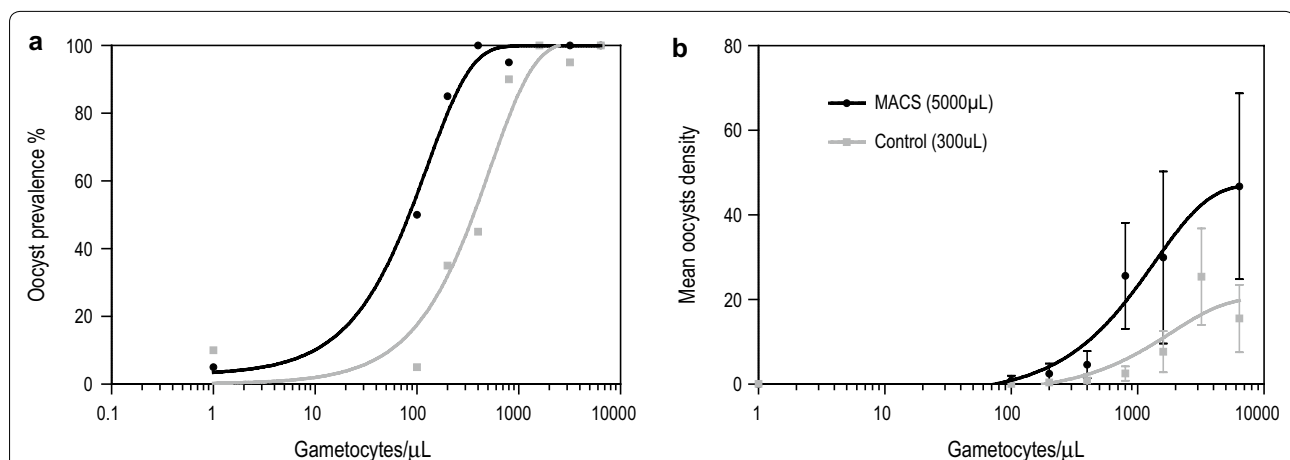 a
100
80
60
40
20
0
Oocyst prevalence %
0.1 1 10 100 1000 10000
Gametocytes/µL
b
80
60
40
20
0
Mean oocysts density
MACS (5000µL)
Control (300uL)
1 10 100 1000 10000
Gametocytes/µL